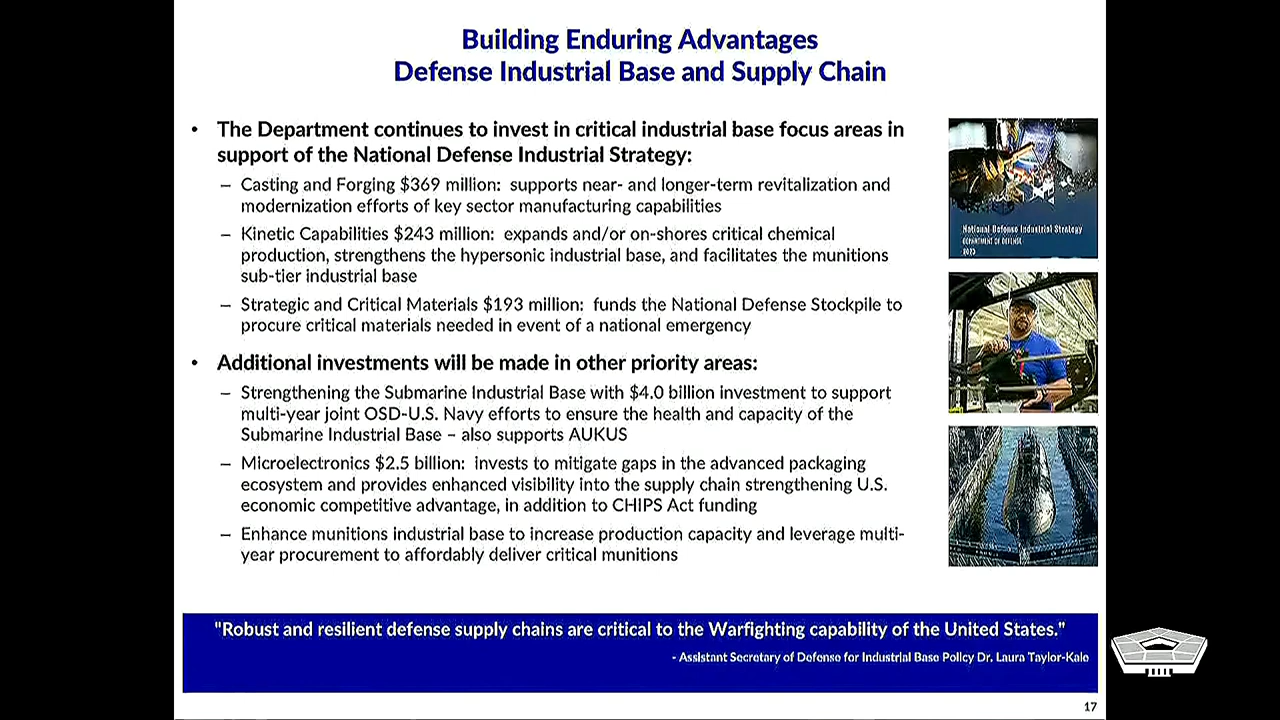 Building Enduring Advantages
Defense Industrial Base and Supply Chain
• The Department continues to invest in critical industrial base focus areas in
support of the National Defense Industrial Strategy:
– Casting and Forging $369 million: supports near- and longer-term revitalization and
modernization efforts of key sector manufacturing capabilities
– Kinetic Capabilities $243 million: expands and/or on-shores critical chemical
production, strengthens the hypersonic industrial base, and facilitates the munitions
sub-tier industrial base
– Strategic and Critical Materials $193 million: funds the National Defense Stockpile to
procure critical materials needed in event of a national emergency
• Additional investments will be made in other priority areas:
– Strengthening the Submarine Industrial Base with $4.0 billion investment to support
multi-year joint OSD-U.S. Navy efforts to ensure the health and capacity of the
Submarine Industrial Base – also supports AUKUS
– Microelectronics $2.5 billion: invests to mitigate gaps in the advanced packaging
ecosystem and provides enhanced visibility into the supply chain strengthening U.S.
economic competitive advantage, in addition to CHIPS Act funding
– Enhance munitions industrial base to increase production capacity and leverage multi-
year procurement to affordably deliver critical munitions
National Defense Industrial Strategy
DEPARTMENT OF DEFENSE
2023
"Robust and resilient defense supply chains are critical to the Warfighting capability of the United States."
- Assistant Secretary of Defense for Industrial Base Policy Dr. Laura Taylor-Kale
17